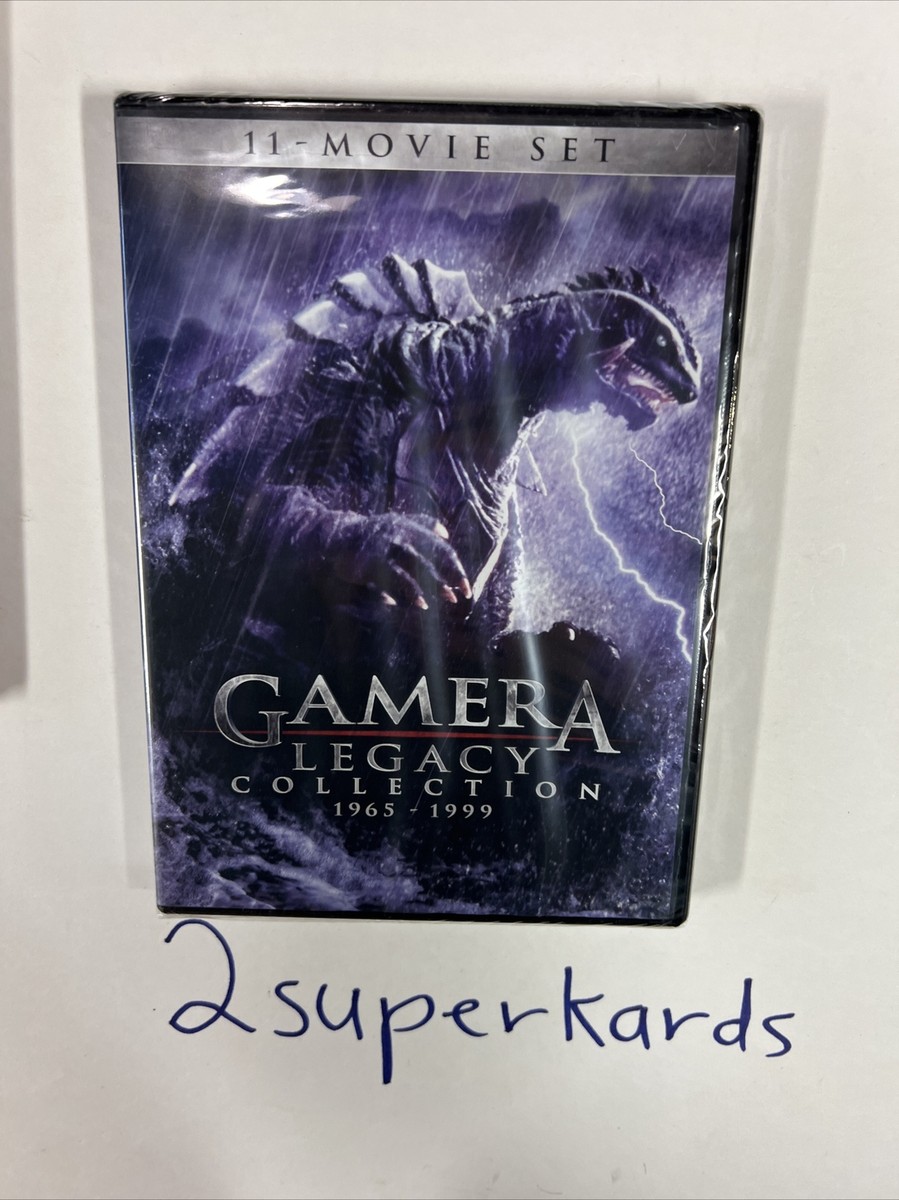 11-MOVIE SET
GAMERA
LEGACY
COLLECTION
1965 - 1999
2superkards